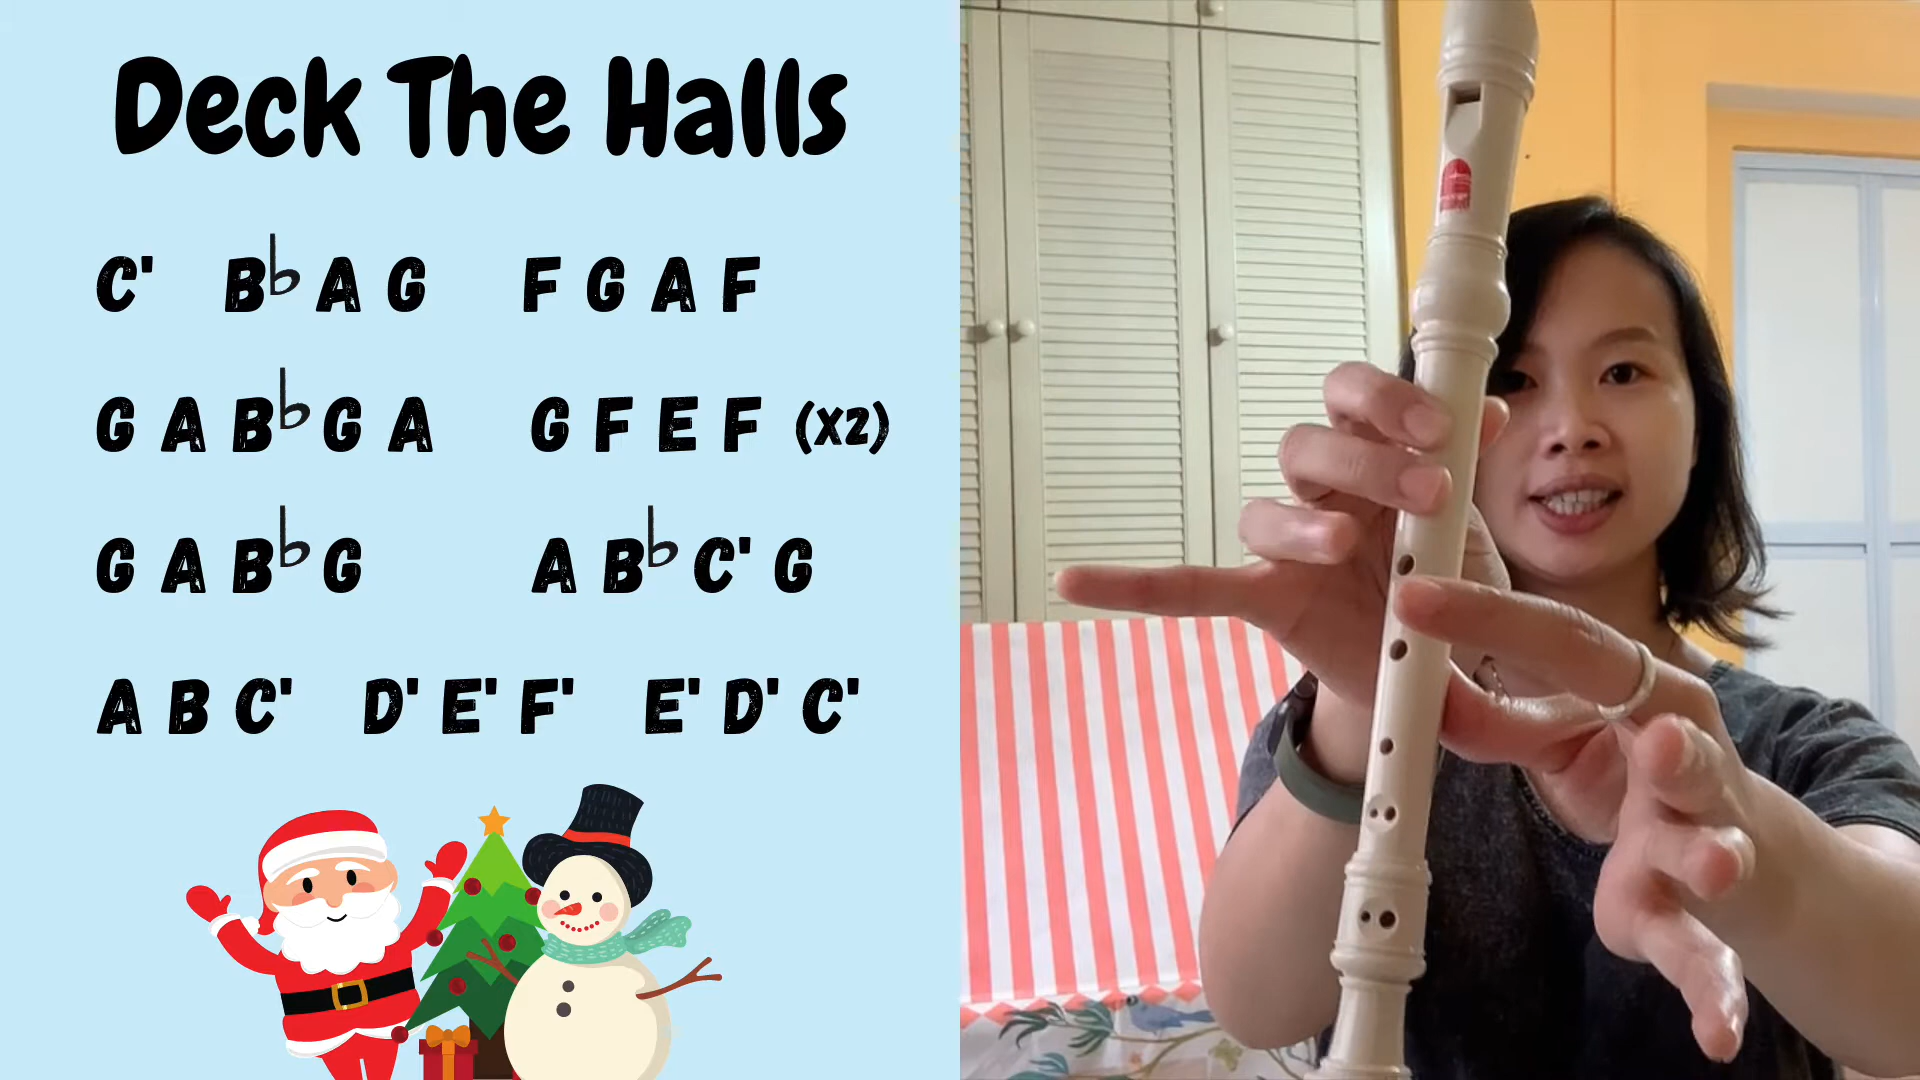 Deck The Halls
C' B♭ A G F G A F
G A B♭ G A G F E F (X2)
G A B♭ G A B♭ C' G
A B C' D' E' F' E' D' C'